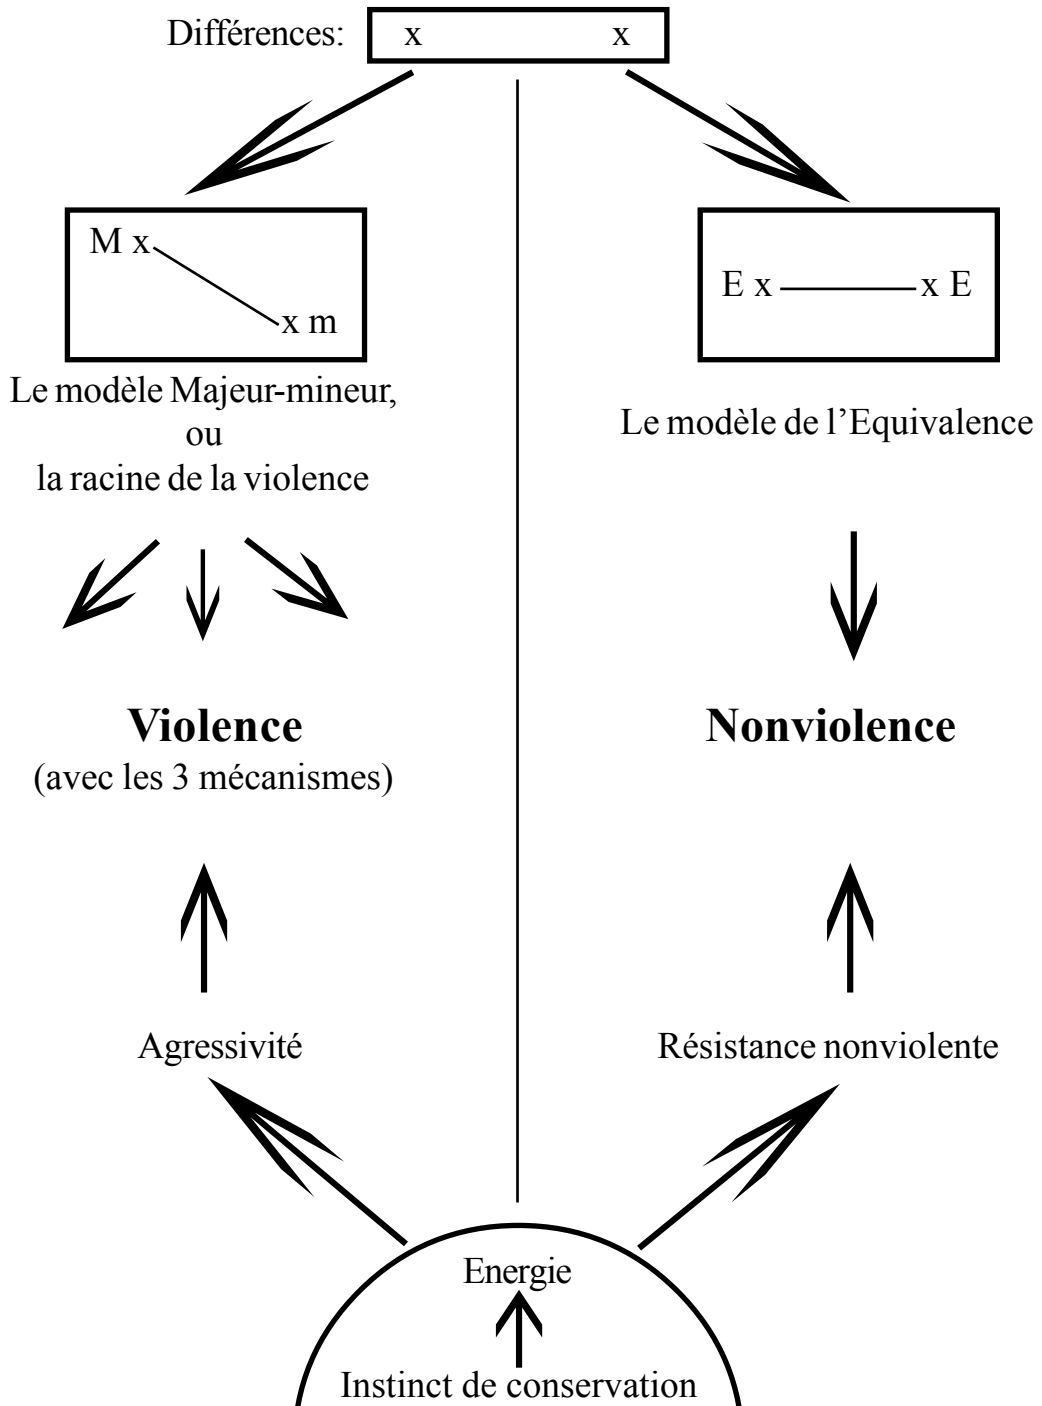 Différences: x x
M x
x m
E x x E
Le modèle Majeur-mineur,
ou
la racine de la violence
Le modèle de l’Equivalence
Violence
(avec les 3 mécanismes)
Nonviolence
Agressivité
Résistance nonviolente
Energie
Instinct de conservation